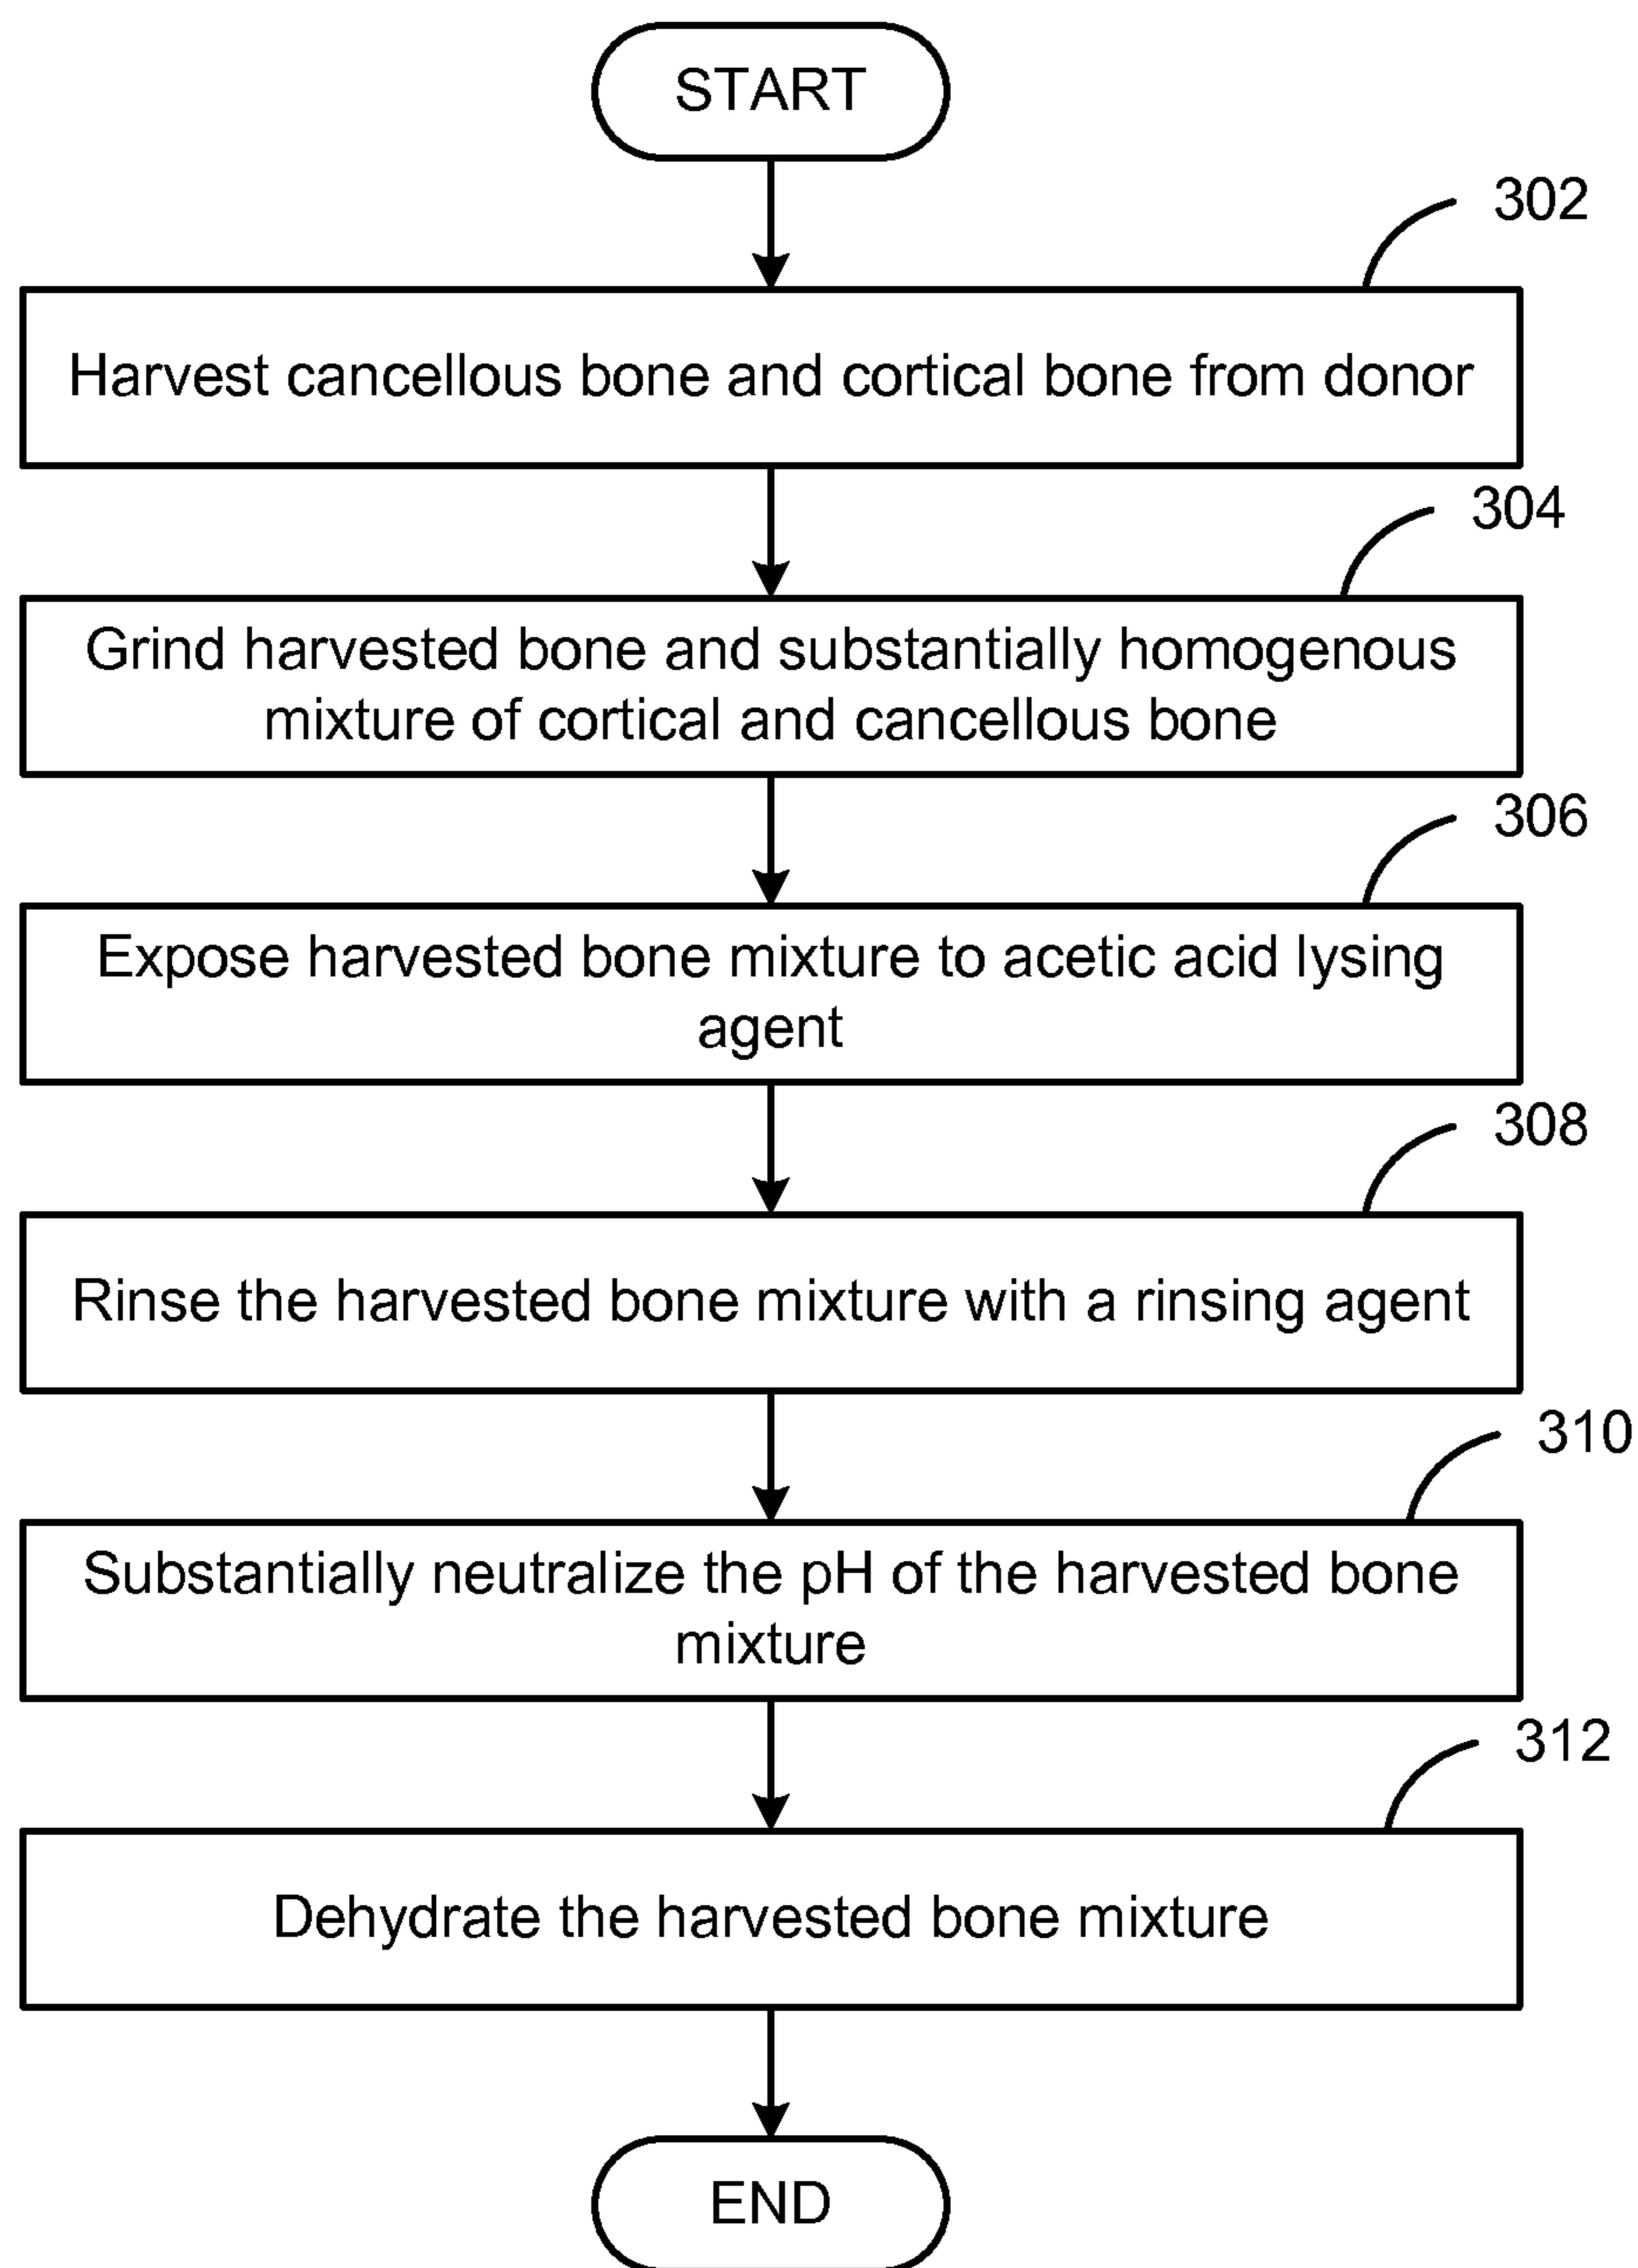 START
302
Harvest cancellous bone and cortical bone from donor
304
Grind harvested bone and substantially homogenous
mixture of cortical and cancellous bone
306
Expose harvested bone mixture to acetic acid lysing
agent
308
Rinse the harvested bone mixture with a rinsing agent
310
Substantially neutralize the pH of the harvested bone
mixture
312
Dehydrate the harvested bone mixture
END